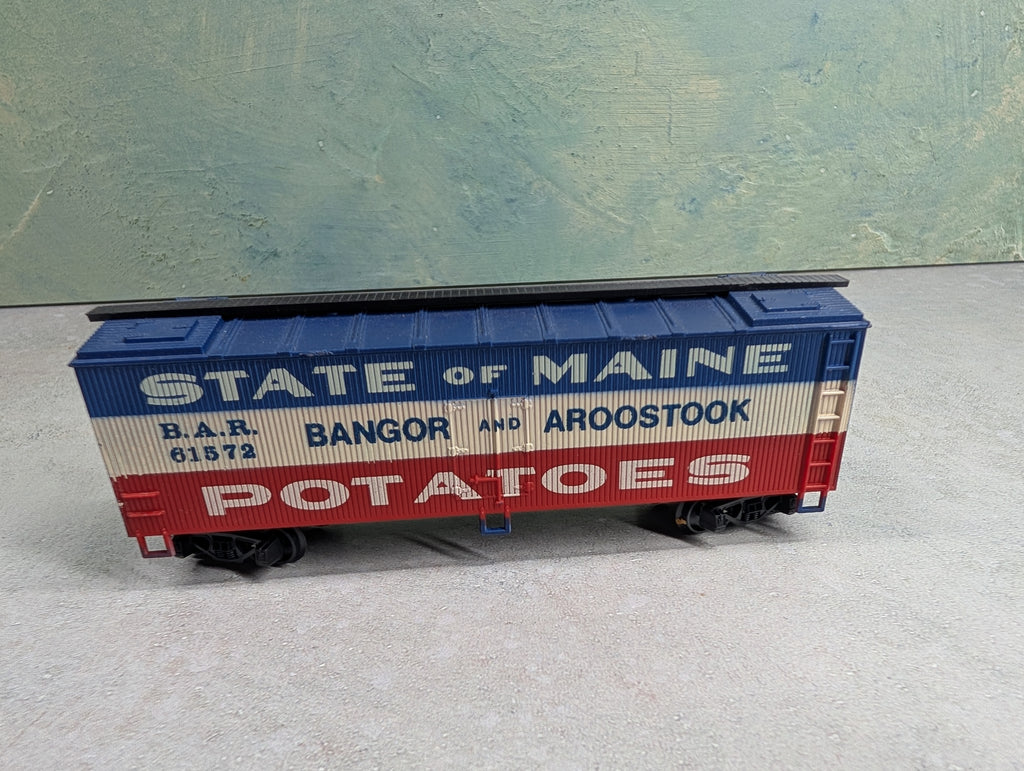 STATE OF MAINE
B.A.R.
61572
BANGOR AND AROOSTOOK
POTATOES